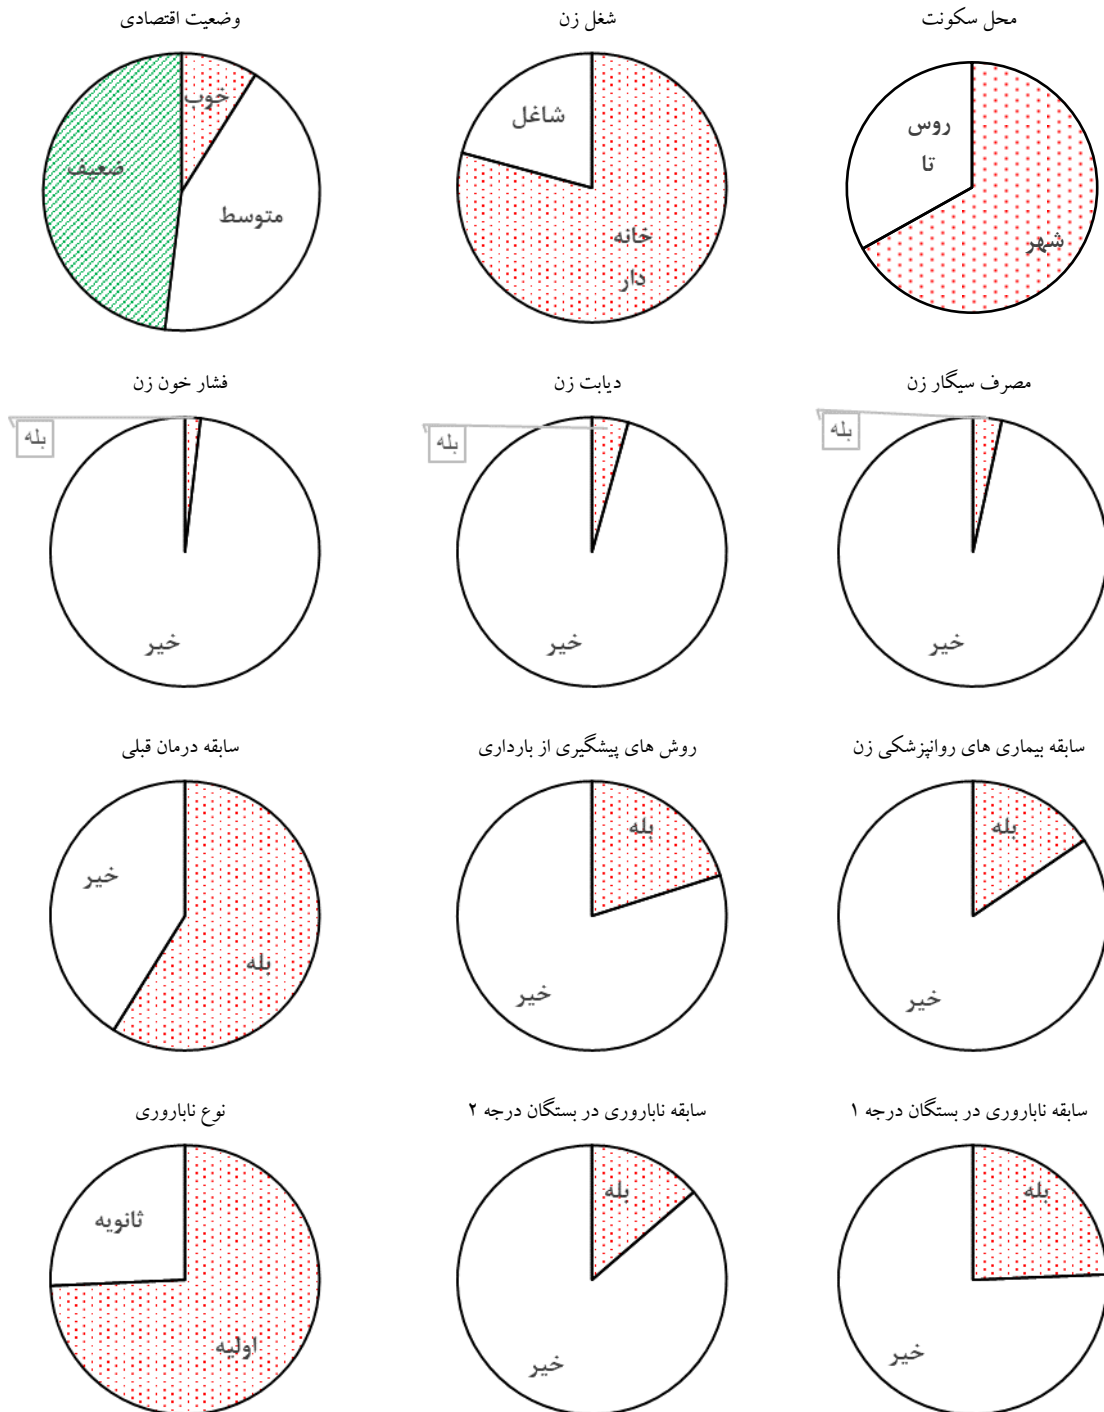 محل سکونت
شغل زن
وضعیت اقتصادی
روس
تا
شهر
شاغل
خانه
دار
خوب
متوسط
ضعیف
مصرف سیگار زن
دیابت زن
فشار خون زن
بله
خیر
بله
خیر
بله
خیر
سابقه بیماری های روانپزشکی زن
روش های پیشگیری از بارداری
سابقه درمان قبلی
بله
خیر
بله
خیر
خیر
بله
سابقه ناباروری در بستگان درجه ۱
سابقه ناباروری در بستگان درجه ۲
نوع ناباروری
بله
خیر
بله
خیر
ثانویه
اولیه